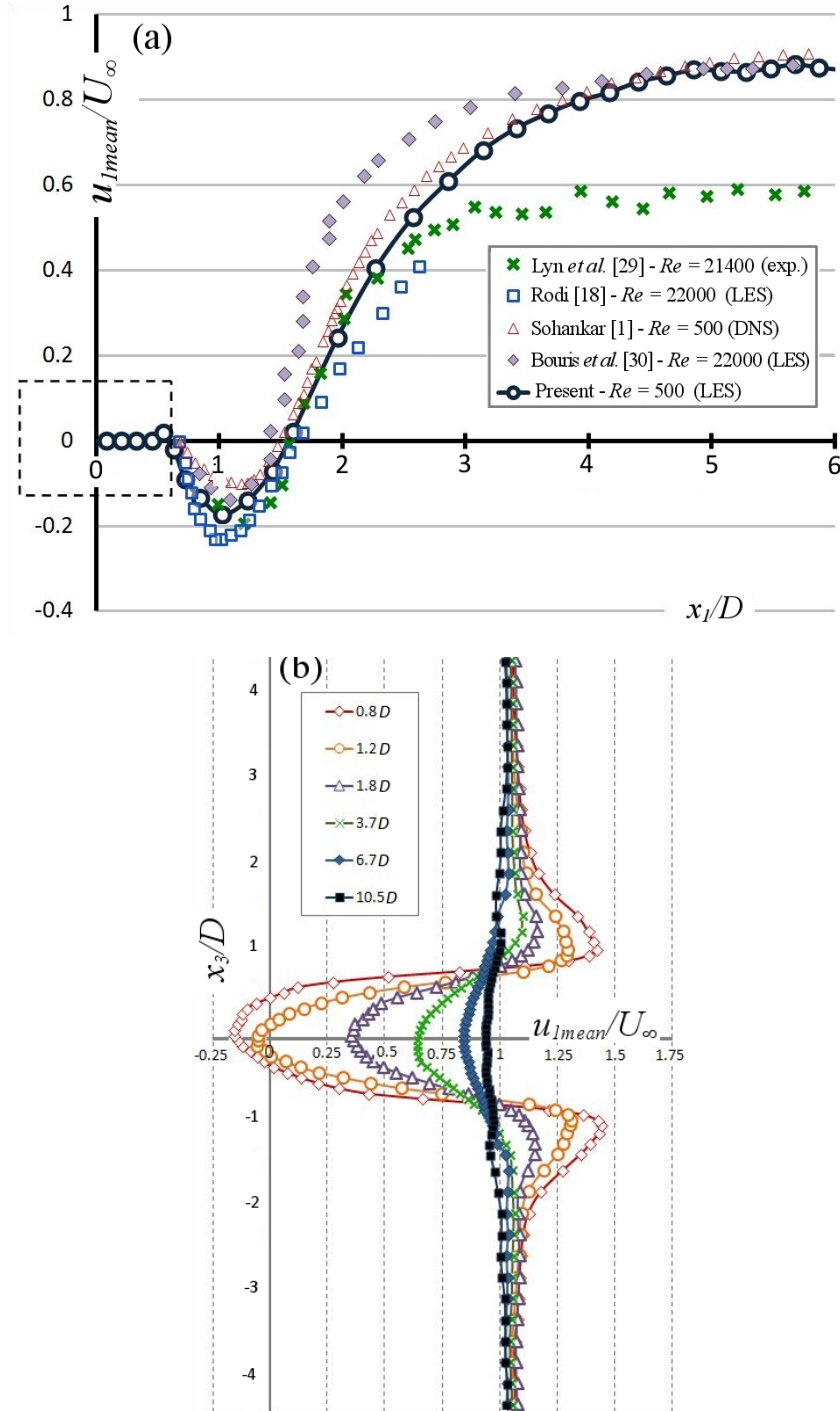 (a)
u1mean/U∞
1
0.8
0.6
0.4
0.2
0
-0.2
-0.4
0 1 2 3 4 5 6
x1/D
Lyn et al. [29] - Re = 21400 (exp.)
Rodi [18] - Re = 22000 (LES)
Sohankar [1] - Re = 500 (DNS)
Bouris et al. [30] - Re = 22000 (LES)
Present - Re = 500 (LES)
(b)
0.8D
1.2D
1.8D
3.7D
6.7D
10.5D
x3/D
4
3
2
1
-1
-2
-3
-4
u1mean/U∞
-0.25 0 0.25 0.5 0.75 1 1.25 1.5 1.75